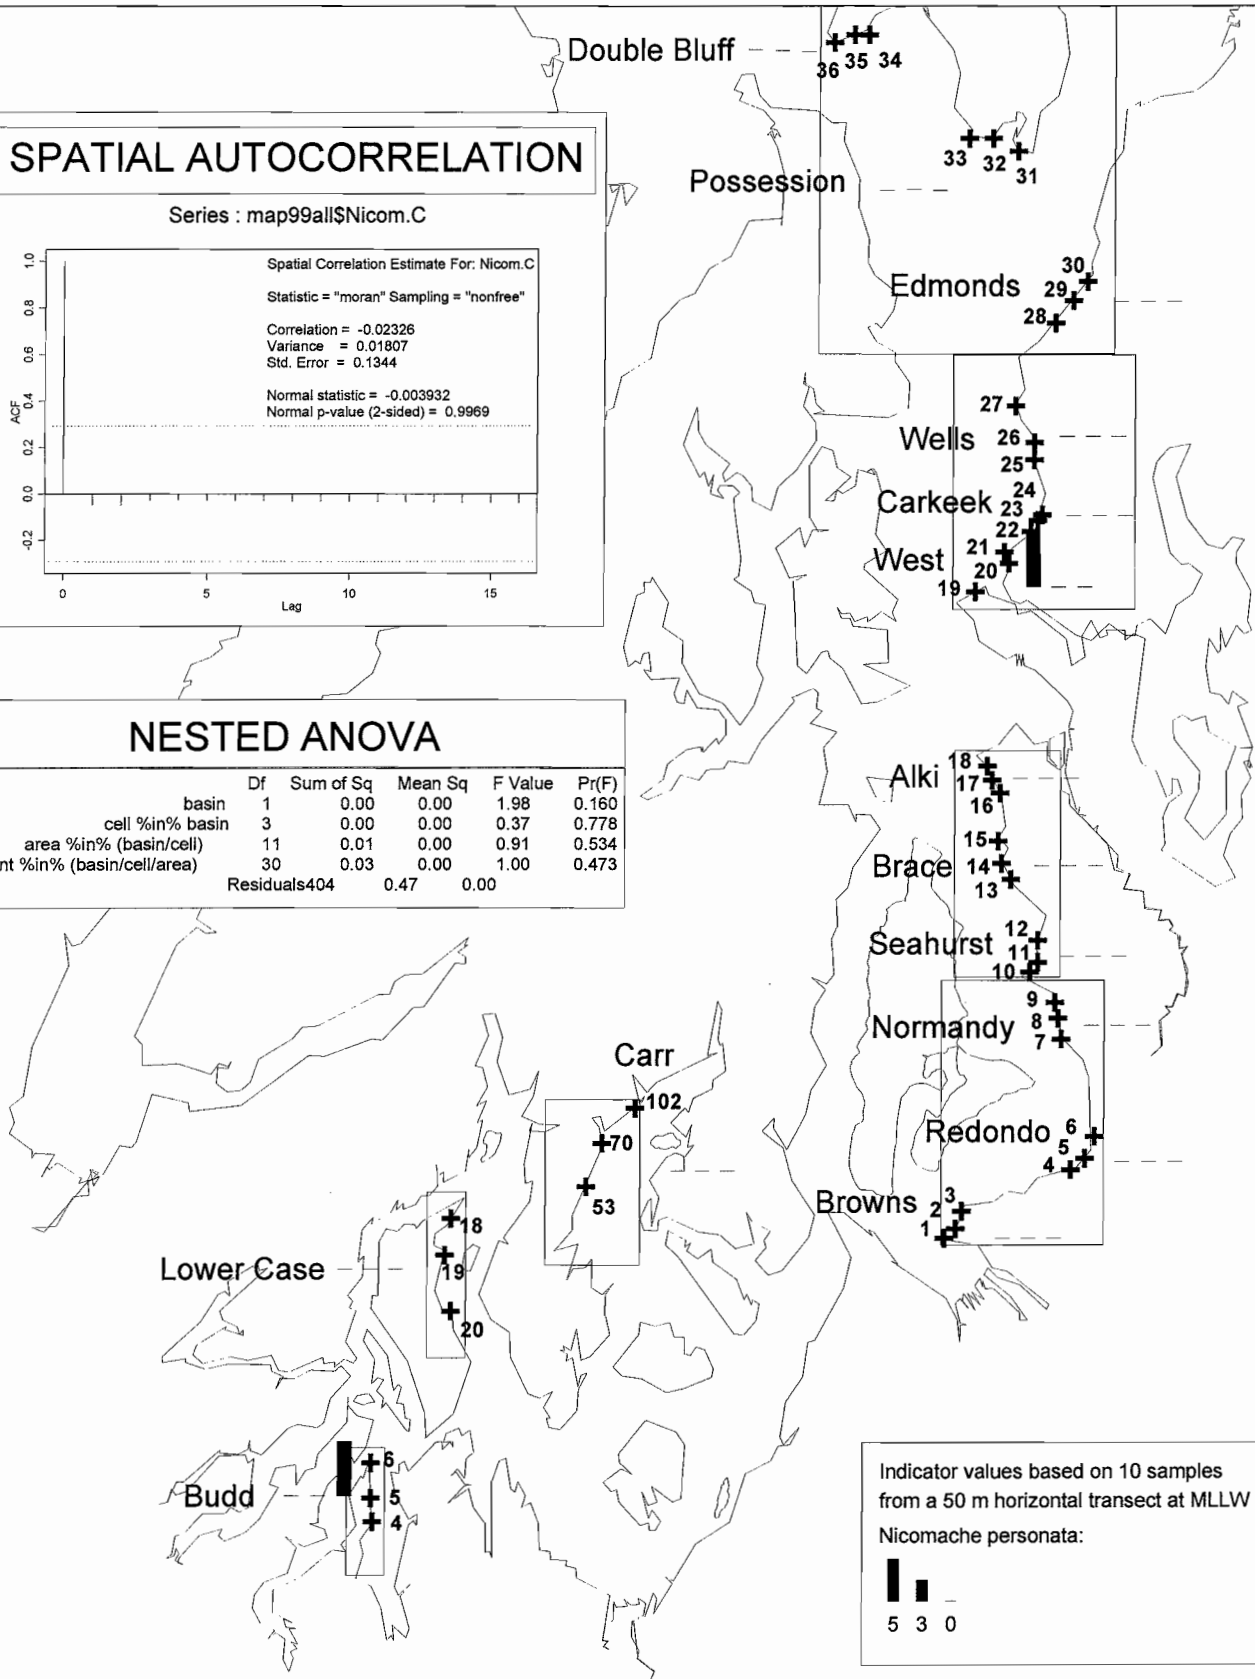 Double Bluff
36 35 34
33 32 31
Possession
Edmonds
30
29
28
SPATIAL AUTOCORRELATION
Series : map99all$Nicom.C
Spatial Correlation Estimate For: Nicom.C
Statistic = "moran" Sampling = "nonfree"
Correlation = -0.02326
Variance = 0.01807
Std. Error = 0.1344
Normal statistic = -0.003932
Normal p-value (2-sided) = 0.9969
ACF
1.0
0.8
0.6
0.4
0.2
0.0
-0.2
0 5 10 15
Lag
27
Wells 26
25
24
Carkeek 23
22
West 21
20
19
NESTED ANOVA
Df Sum of Sq Mean Sq F Value Pr(F)
basin 1 0.00 0.00 1.98 0.160
cell %in% basin 3 0.00 0.00 0.37 0.778
area %in% (basin/cell) 11 0.01 0.00 0.91 0.534
nt %in% (basin/cell/area) 30 0.03 0.00 1.00 0.473
Residuals404 0.47 0.00
18
Alki 17
16
15
Brace 14
13
12
Seahurst 11
10
9
Normandy 8
7
Carr
102
70
53
Redondo 6
5
4
Browns 3
2
1
18
Lower Case 19
20
6
Budd 5
4
Indicator values based on 10 samples
from a 50 m horizontal transect at MLLW
Nicomache personata:
5 3 0